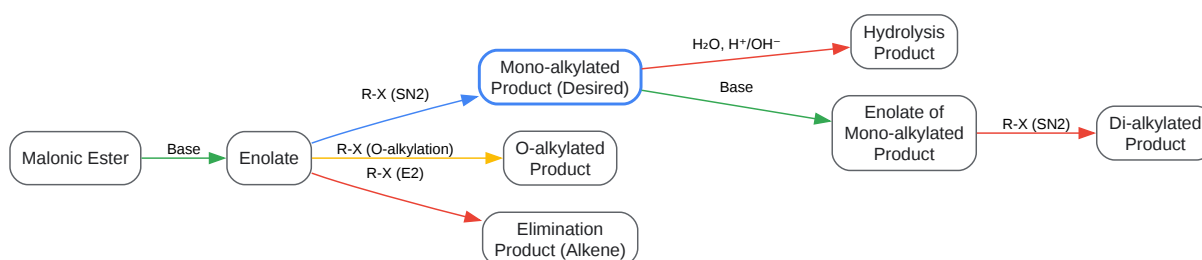 Malonic Ester
Base
Enolate
R-X (SN2)
R-X (O-alkylation)
R-X (E2)
Mono-alkylated
Product (Desired)
O-alkylated
Product
Elimination
Product (Alkene)
H₂O, H⁺/OH⁻
Base
Hydrolysis
Product
Enolate of
Mono-alkylated
Product
R-X (SN2)
Di-alkylated
Product